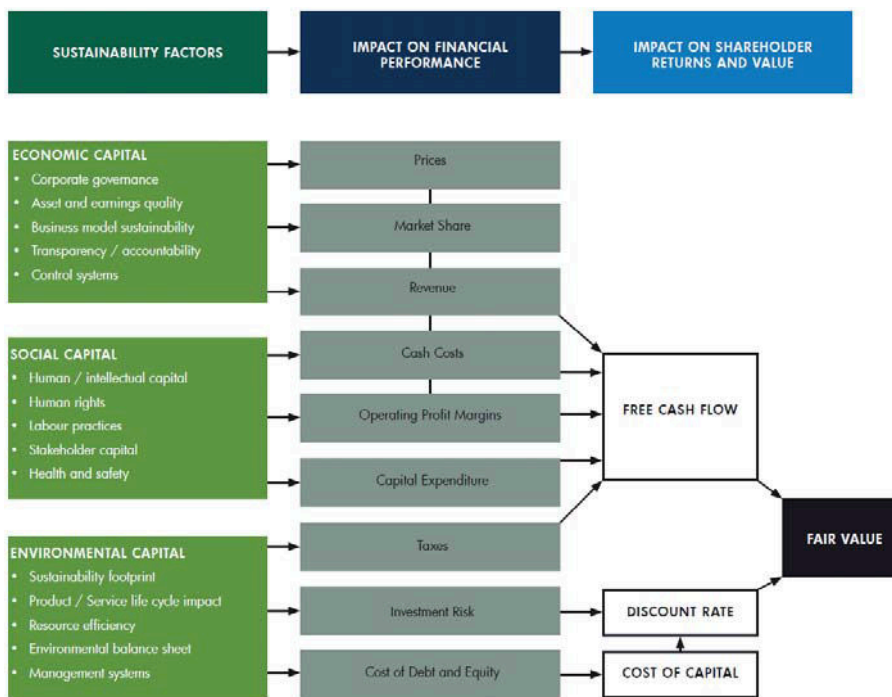 SUSTAINABILITY FACTORS
IMPACT ON FINANCIAL
PERFORMANCE
IMPACT ON SHAREHOLDER
RETURNS AND VALUE
ECONOMIC CAPITAL
• Corporate governance
• Asset and earnings quality
• Business model sustainability
• Transparency / accountability
• Control systems
SOCIAL CAPITAL
• Human / intellectual capital
• Human rights
• Labour practices
• Stakeholder capital
• Health and safety
ENVIRONMENTAL CAPITAL
• Sustainability footprint
• Product / Service life cycle impact
• Resource efficiency
• Environmental balance sheet
• Management systems
Prices
Market Share
Revenue
Cash Costs
Operating Profit Margins
Capital Expenditure
Taxes
Investment Risk
Cost of Debt and Equity
FREE CASH FLOW
DISCOUNT RATE
COST OF CAPITAL
FAIR VALUE